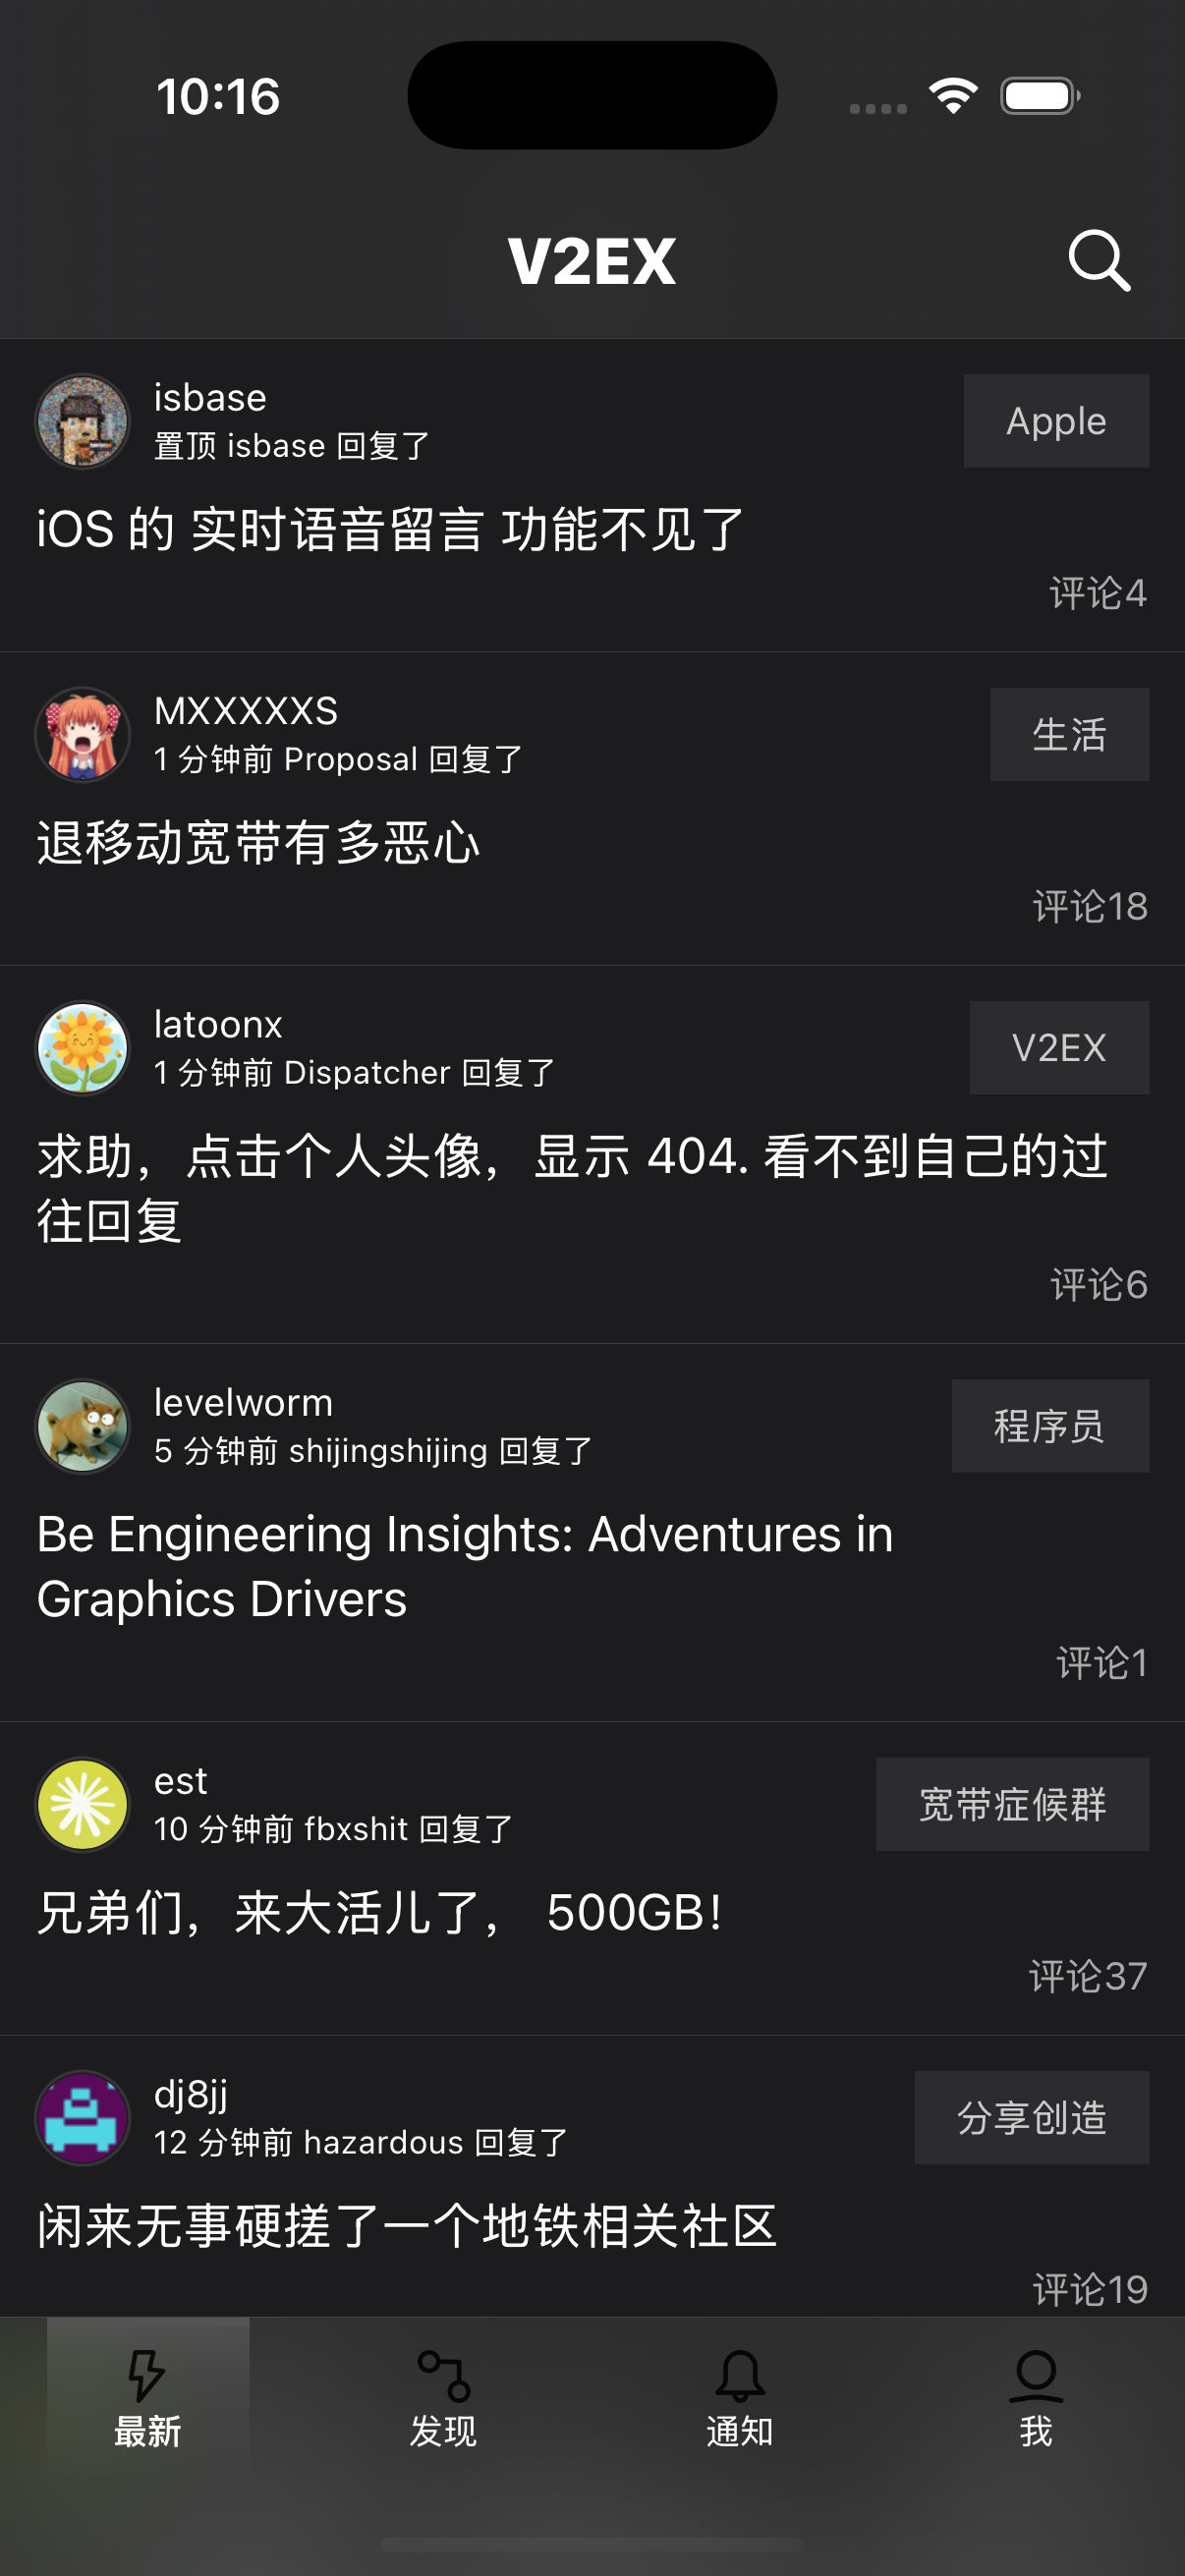 10:16
V2EX
isbase
置顶 isbase 回复了
Apple
iOS 的 实时语音留言 功能不见了
评论4
MXXXXXS
1 分钟前 Proposal 回复了
生活
退移动宽带有多恶心
评论18
latoonx
1 分钟前 Dispatcher 回复了
V2EX
求助，点击个人头像，显示 404. 看不到自己的过
往回复
评论6
levelworm
5 分钟前 shijingshijing 回复了
程序员
Be Engineering Insights: Adventures in
Graphics Drivers
评论1
est
10 分钟前 fbxshit 回复了
宽带症候群
兄弟们，来大活儿了， 500GB！
评论37
dj8jj
12 分钟前 hazardous 回复了
分享创造
闲来无事硬搓了一个地铁相关社区
评论19
最新
发现
通知
我